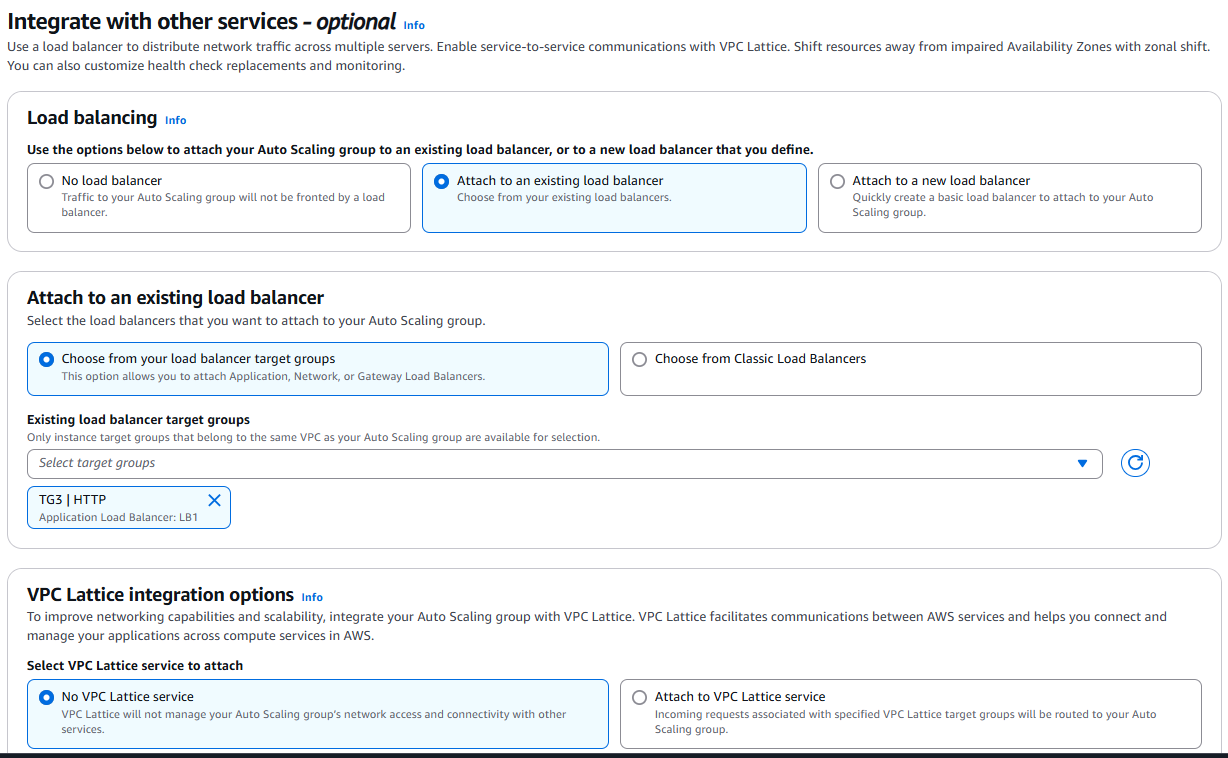 Integrate with other services - optional Info
Use a load balancer to distribute network traffic across multiple servers. Enable service-to-service communications with VPC Lattice. Shift resources away from impaired Availability Zones with zonal shift.
You can also customize health check replacements and monitoring.
Load balancing Info
Use the options below to attach your Auto Scaling group to an existing load balancer, or to a new load balancer that you define.
No load balancer
Traffic to your Auto Scaling group will not be fronted by a load
balancer.
Attach to an existing load balancer
Choose from your existing load balancers.
Attach to a new load balancer
Quickly create a basic load balancer to attach to your Auto
Scaling group.
Attach to an existing load balancer
Select the load balancers that you want to attach to your Auto Scaling group.
Choose from your load balancer target groups
This option allows you to attach Application, Network, or Gateway Load Balancers.
Choose from Classic Load Balancers
Existing load balancer target groups
Only instance target groups that belong to the same VPC as your Auto Scaling group are available for selection.
Select target groups
TG3 | HTTP
Application Load Balancer: LB1
VPC Lattice integration options Info
To improve networking capabilities and scalability, integrate your Auto Scaling group with VPC Lattice. VPC Lattice facilitates communications between AWS services and helps you connect and
manage your applications across compute services in AWS.
Select VPC Lattice service to attach
No VPC Lattice service
VPC Lattice will not manage your Auto Scaling group's network access and connectivity with other
services.
Attach to VPC Lattice service
Incoming requests associated with specified VPC Lattice target groups will be routed to your Auto
Scaling group.